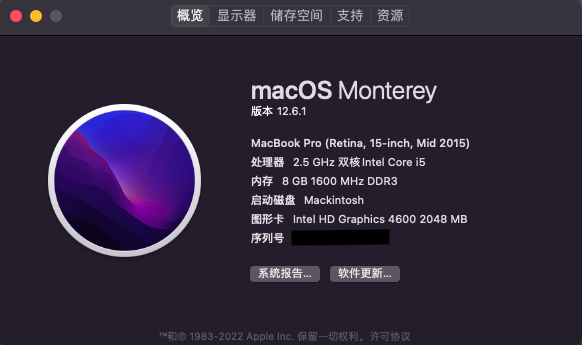 概览 显示器 储存空间 支持 资源
macOS Monterey
版本 12.6.1
MacBook Pro (Retina, 15-inch, Mid 2015)
处理器 2.5 GHz 双核Intel Core i5
内存 8 GB 1600 MHz DDR3
启动磁盘 Mackintosh
图形卡 Intel HD Graphics 4600 2048 MB
序列号
系统报告... 软件更新...
™和© 1983-2022 Apple Inc. 保留一切权利。许可协议